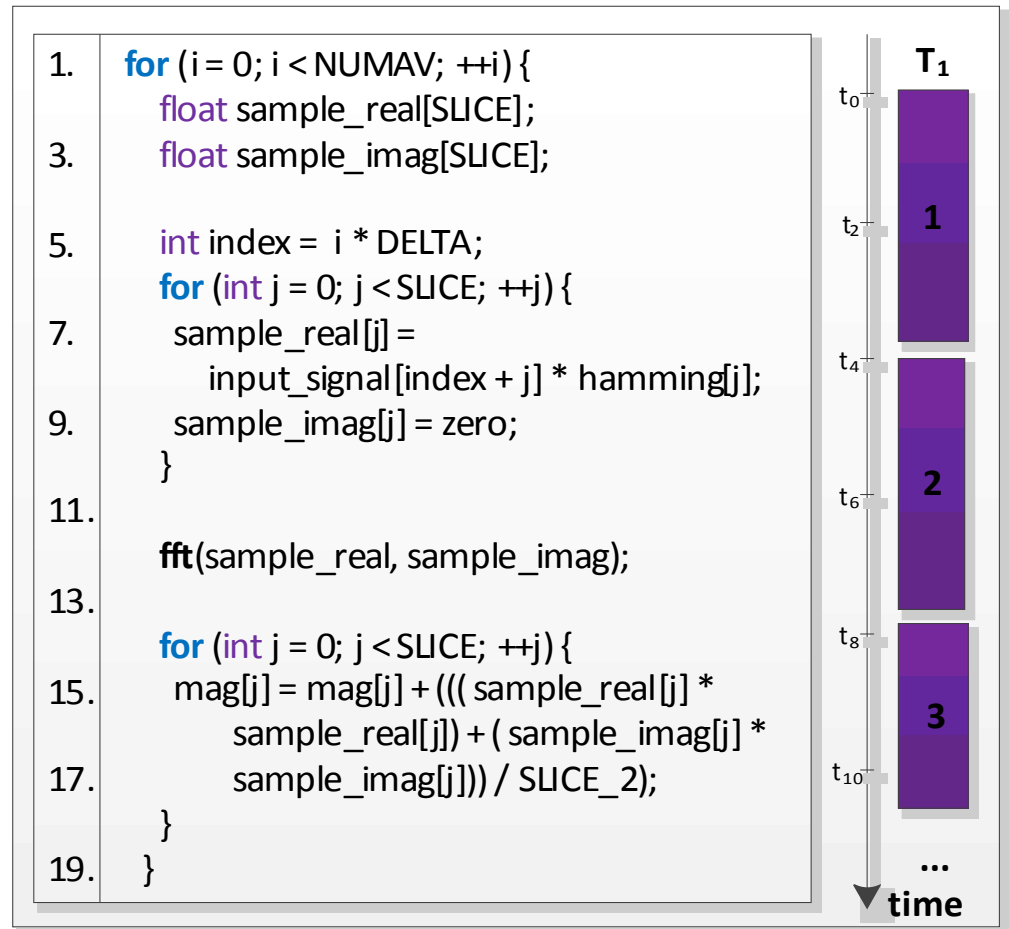 1. for (i = 0; i < NUMAV; ++i) {
float sample_real[SLICE];
3. float sample_imag[SLICE];
5. int index = i * DELTA;
for (int j = 0; j < SLICE; ++j) {
7. sample_real[j] =
input_signal[index + j] * hamming[j];
9. sample_imag[j] = zero;
}
11.
fft(sample_real, sample_imag);
13.
for (int j = 0; j < SLICE; ++j) {
15. mag[j] = mag[j] + (((sample_real[j] *
sample_real[j]) + (sample_imag[j] *
17. sample_imag[j])) / SLICE_2);
}
19. }
T₁
t₀
1
t₂
t₄
2
t₆
t₈
3
t₁₀
...
time